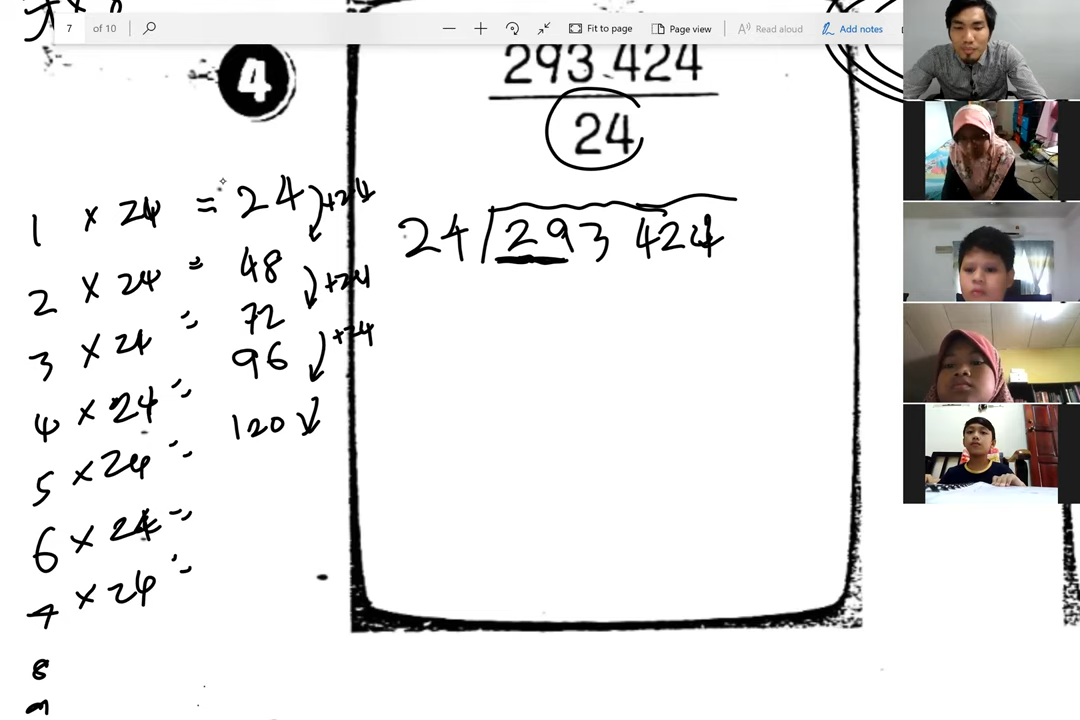 7 of 10 Fit to page Page view Read aloud Add notes
4
293 424
24
1 × 24 = 24 +24
2 × 24 = 48 +24
3 × 24 = 72 +24
4 × 24 = 96
5 × 24 = 120
6 × 24 =
7 × 24 =
8
9
24 293 424